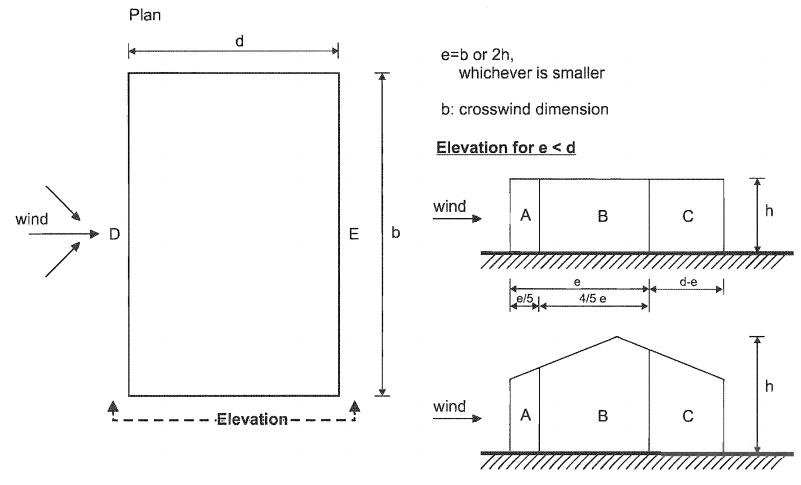 Plan
d
e=b or 2h,
whichever is smaller
b: crosswind dimension
Elevation for e < d
wind
D
E
b
wind
A
B
C
h
e
d-e
e/5
4/5 e
wind
A
B
C
h
Elevation